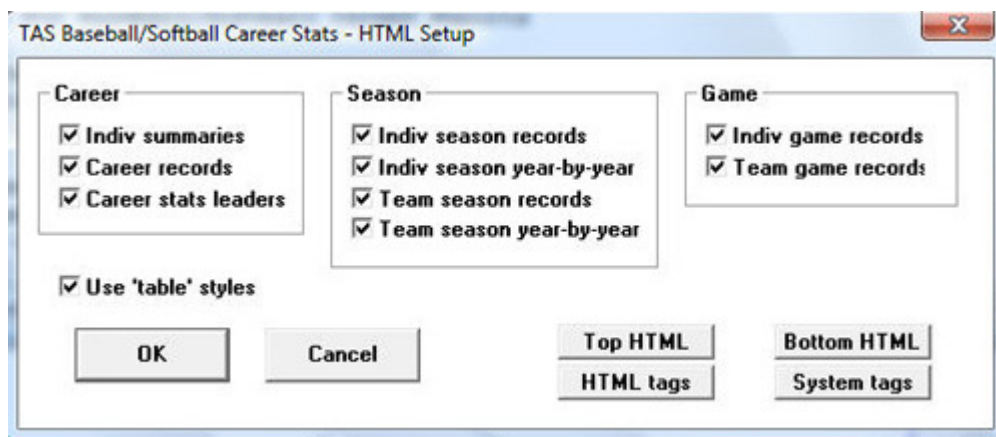 TAS Baseball/Softball Career Stats - HTML Setup
Career
Indiv summaries
Career records
Career stats leaders
Season
Indiv season records
Indiv season year-by-year
Team season records
Team season year-by-year
Game
Indiv game records
Team game records
Use 'table' styles
OK
Cancel
Top HTML
Bottom HTML
HTML tags
System tags